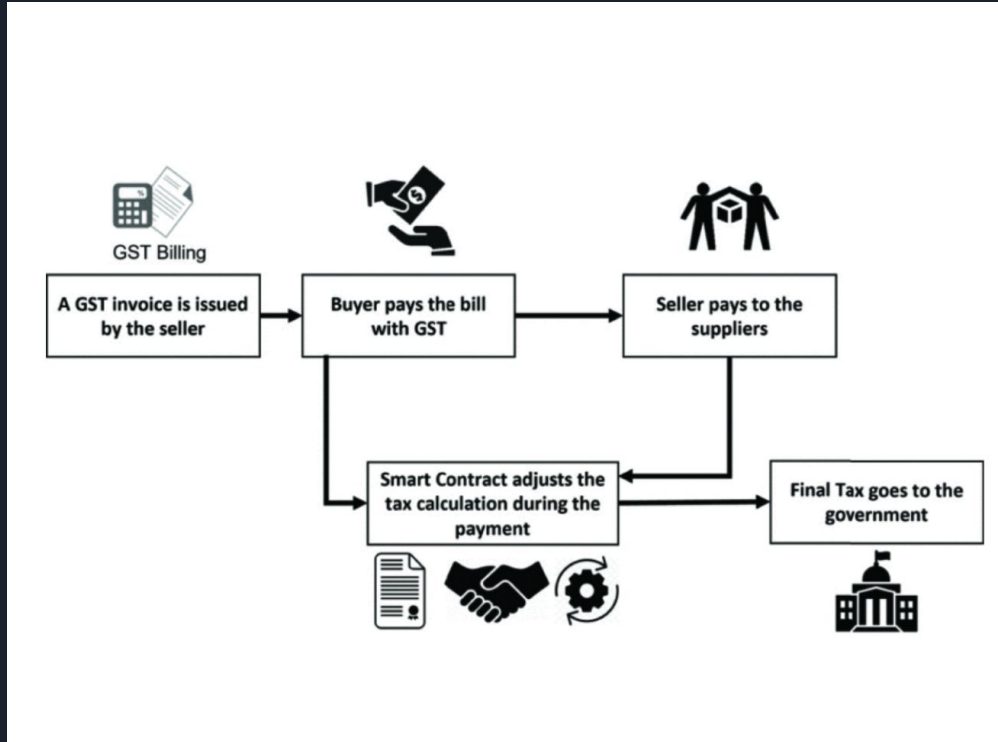 GST Billing
A GST invoice is issued
by the seller
Buyer pays the bill
with GST
Seller pays to the
suppliers
Smart Contract adjusts the
tax calculation during the
payment
Final Tax goes to the
government